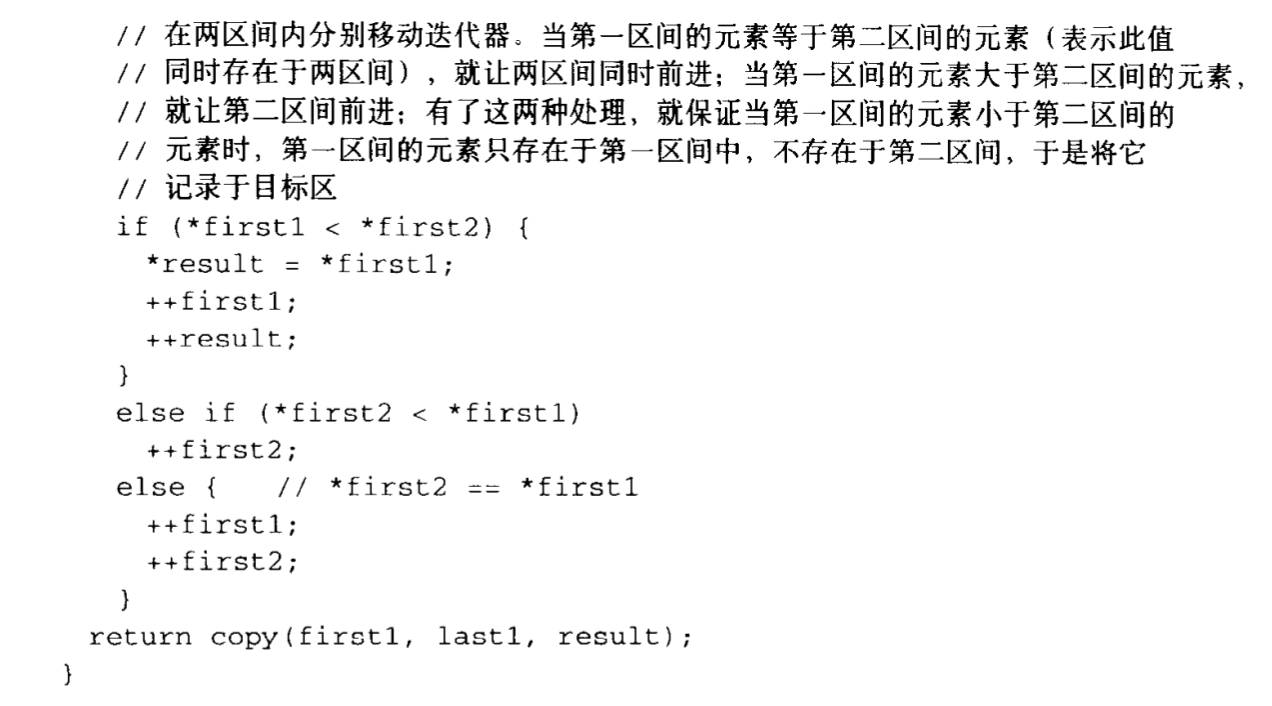 // 在两区间内分别移动迭代器。当第一区间的元素等于第二区间的元素（表示此值
// 同时存在于两区间），就让两区间同时前进；当第一区间的元素大于第二区间的元素，
// 就让第二区间前进；有了这两种处理，就保证当第一区间的元素小于第二区间的
// 元素时，第一区间的元素只存在于第一区间中，不存在于第二区间，于是将它
// 记录于目标区
if (*first1 < *first2) {
*result = *first1;
++first1;
++result;
}
else if (*first2 < *first1)
++first2;
else { // *first2 == *first1
++first1;
++first2;
}
return copy(first1, last1, result);
}